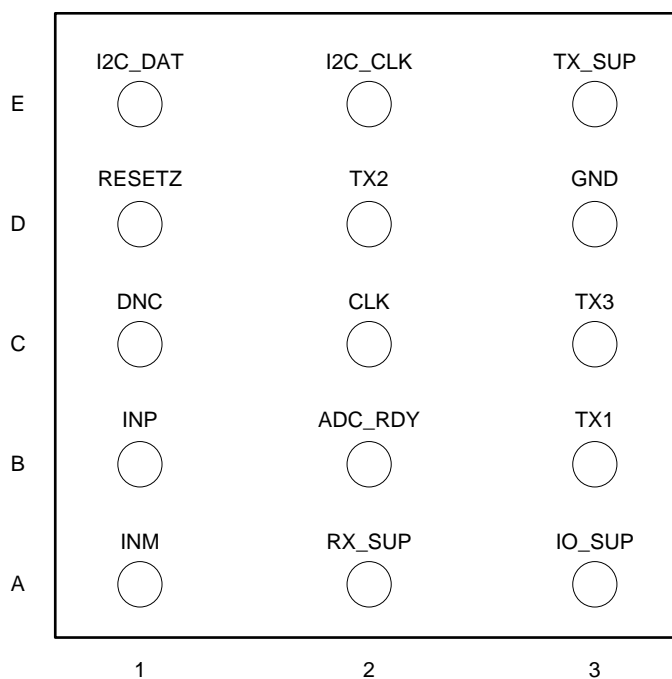 I2C_DAT I2C_CLK TX_SUP
E
RESETZ TX2 GND
D
DNC CLK TX3
C
INP ADC_RDY TX1
B
INM RX_SUP IO_SUP
A
1 2 3